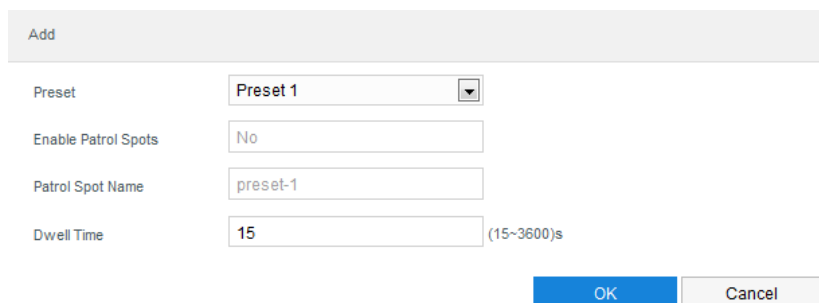 Add
Preset Preset 1
Enable Patrol Spots No
Patrol Spot Name preset-1
Dwell Time 15 (15~3600)s
OK Cancel